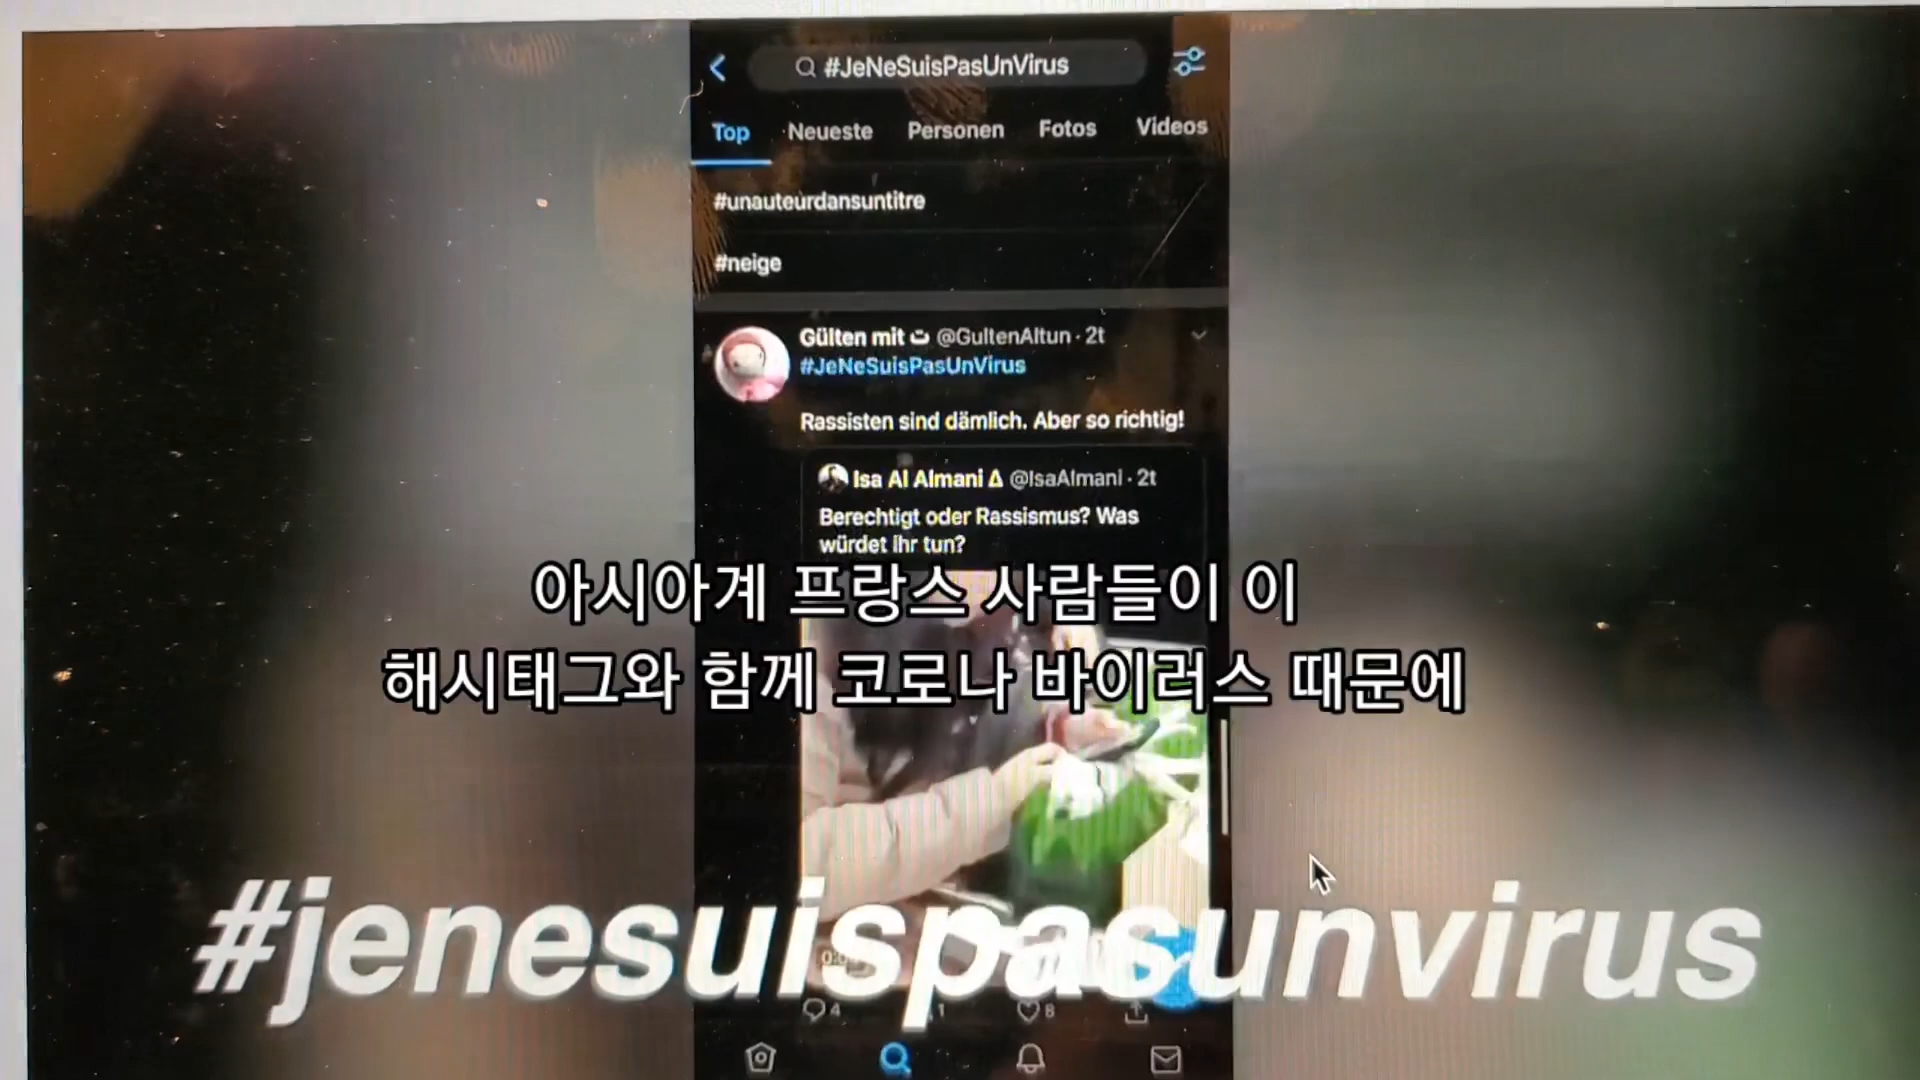 #JeNeSuisPasUnVirus
Top Neueste Personen Fotos Videos
#unauteurdansuntitre
#neige
Gülten mit ت @GultenAltun · 2t
#JeNeSuisPasUnVirus
Rassisten sind dämlich. Aber so richtig!
Isa Al Almani Δ @IsaAlmani · 2t
Berechtigt oder Rassismus? Was
würdet ihr tun?
아시아계 프랑스 사람들이 이
해시태그와 함께 코로나 바이러스 때문에
#jenesuispasunvirus
4 1 8